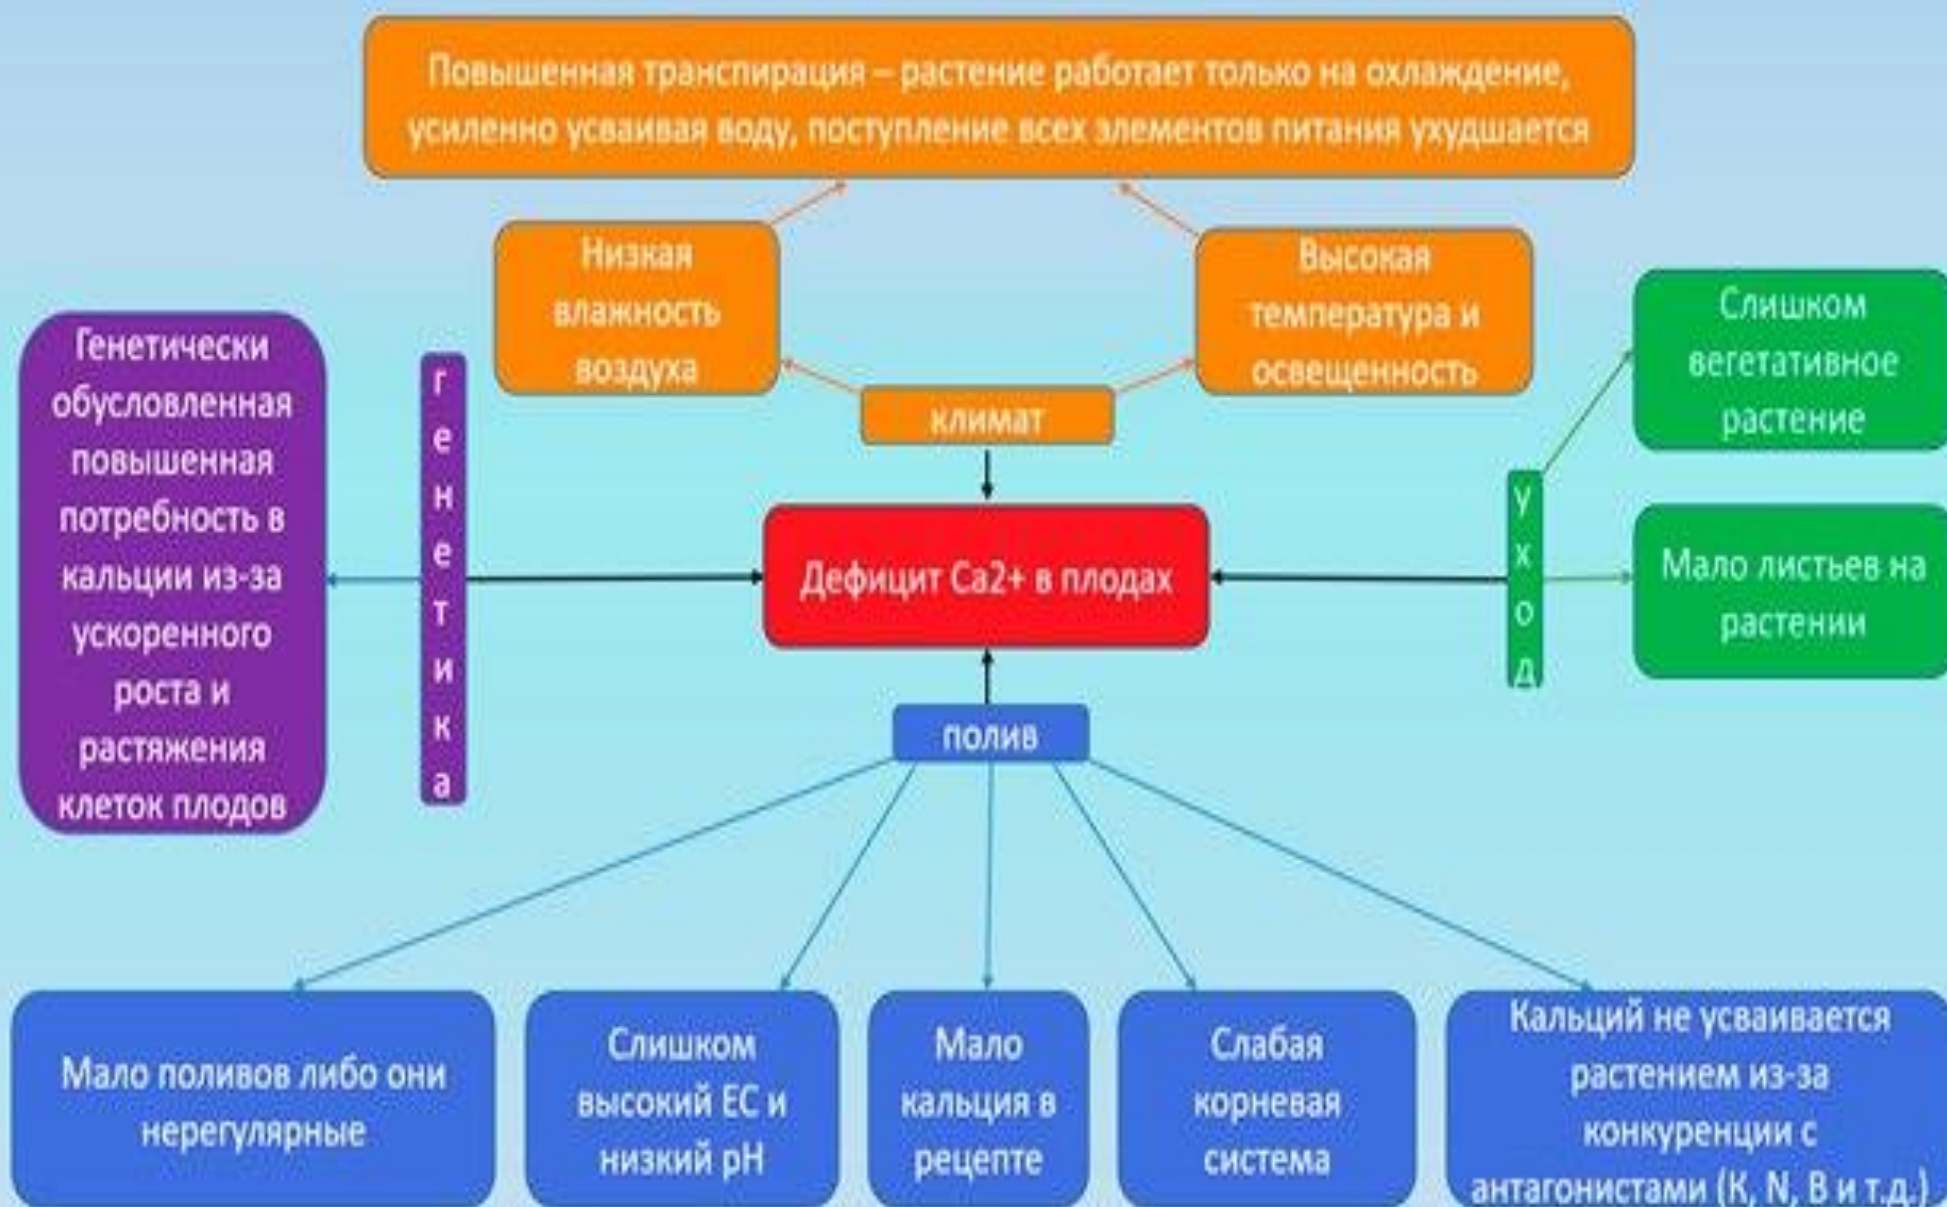 Повышенная транспирация – растение работает только на охлаждение,
усиленно усваивая воду, поступление всех элементов питания ухудшается
Низкая
влажность
воздуха
Высокая
температура и
освещенность
климат
Генетически
обусловленная
повышенная
потребность в
кальции из-за
ускоренного
роста и
растяжения
клеток плодов
генетика
Дефицит Ca2+ в плодах
уход
Слишком
вегетативное
растение
Мало листьев на
растении
полив
Мало поливов либо они
нерегулярные
Слишком
высокий EC и
низкий pH
Мало
кальция в
рецепте
Слабая
корневая
система
Кальций не усваивается
растением из-за
конкуренции с
антагонистами (K, N, B и т.д.)